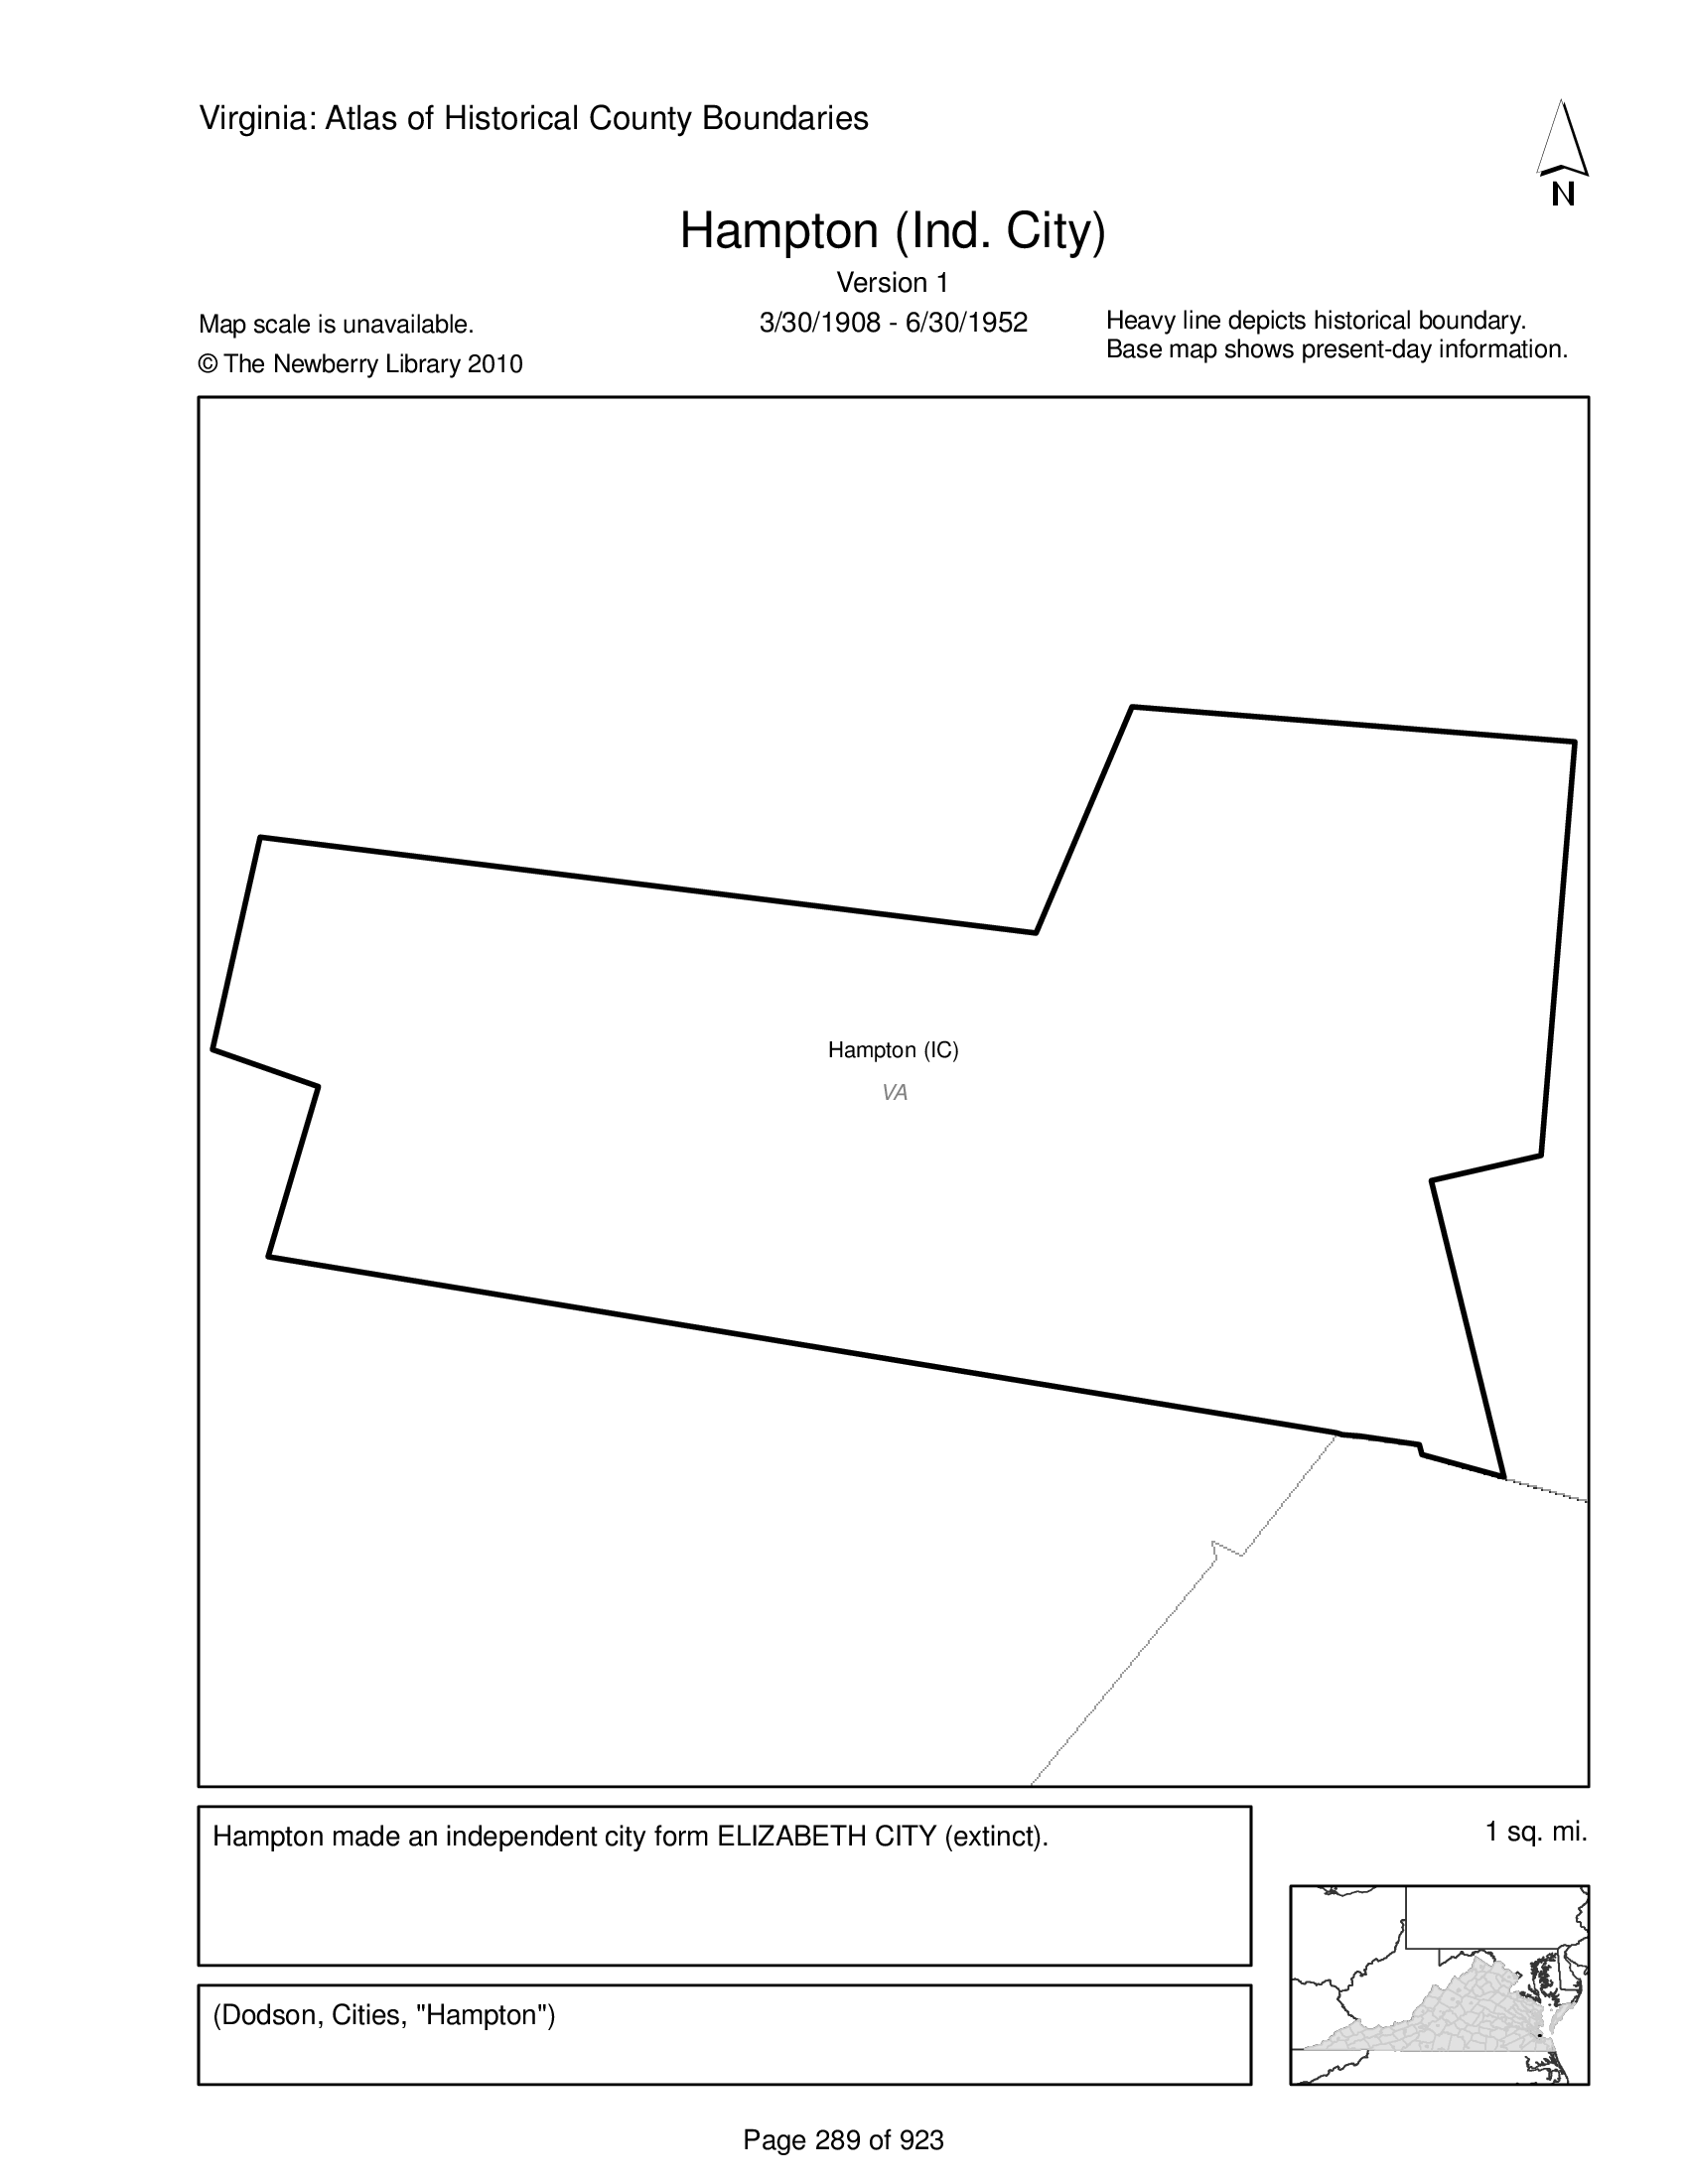 Virginia: Atlas of Historical County Boundaries
N
Hampton (Ind. City)
Version 1
3/30/1908 - 6/30/1952
Map scale is unavailable.
© The Newberry Library 2010
Heavy line depicts historical boundary.
Base map shows present-day information.
Hampton (IC)
VA
Hampton made an independent city form ELIZABETH CITY (extinct).
1 sq. mi.
(Dodson, Cities, "Hampton")
Page 289 of 923